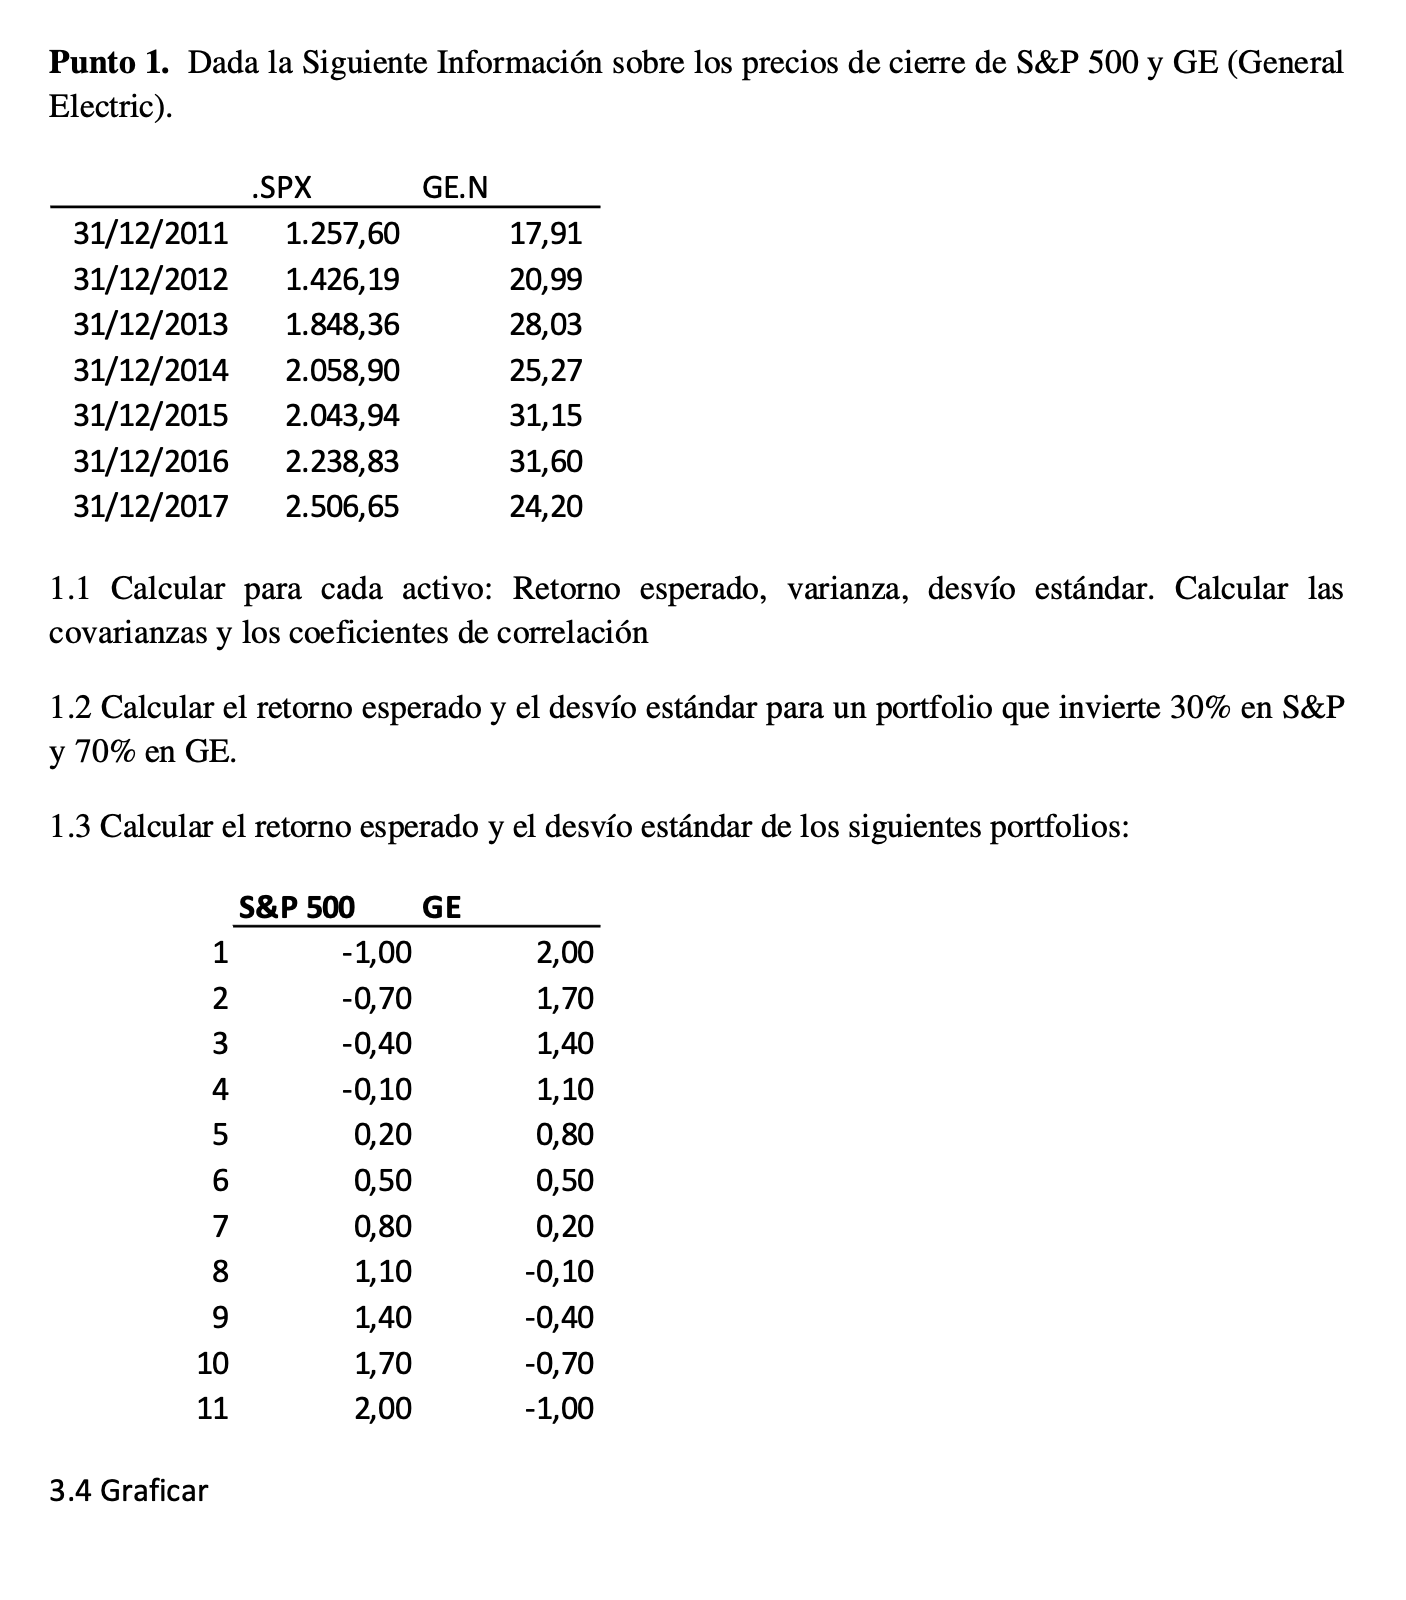 Punto 1. Dada la Siguiente Información sobre los precios de cierre de S&P 500 y GE (General
Electric).
.SPX GE.N
31/12/2011 1.257,60 17,91
31/12/2012 1.426,19 20,99
31/12/2013 1.848,36 28,03
31/12/2014 2.058,90 25,27
31/12/2015 2.043,94 31,15
31/12/2016 2.238,83 31,60
31/12/2017 2.506,65 24,20
1.1 Calcular para cada activo: Retorno esperado, varianza, desvío estándar. Calcular las
covarianzas y los coeficientes de correlación
1.2 Calcular el retorno esperado y el desvío estándar para un portfolio que invierte 30% en S&P
y 70% en GE.
1.3 Calcular el retorno esperado y el desvío estándar de los siguientes portfolios:
S&P 500 GE
1 -1,00 2,00
2 -0,70 1,70
3 -0,40 1,40
4 -0,10 1,10
5 0,20 0,80
6 0,50 0,50
7 0,80 0,20
8 1,10 -0,10
9 1,40 -0,40
10 1,70 -0,70
11 2,00 -1,00
3.4 Graficar